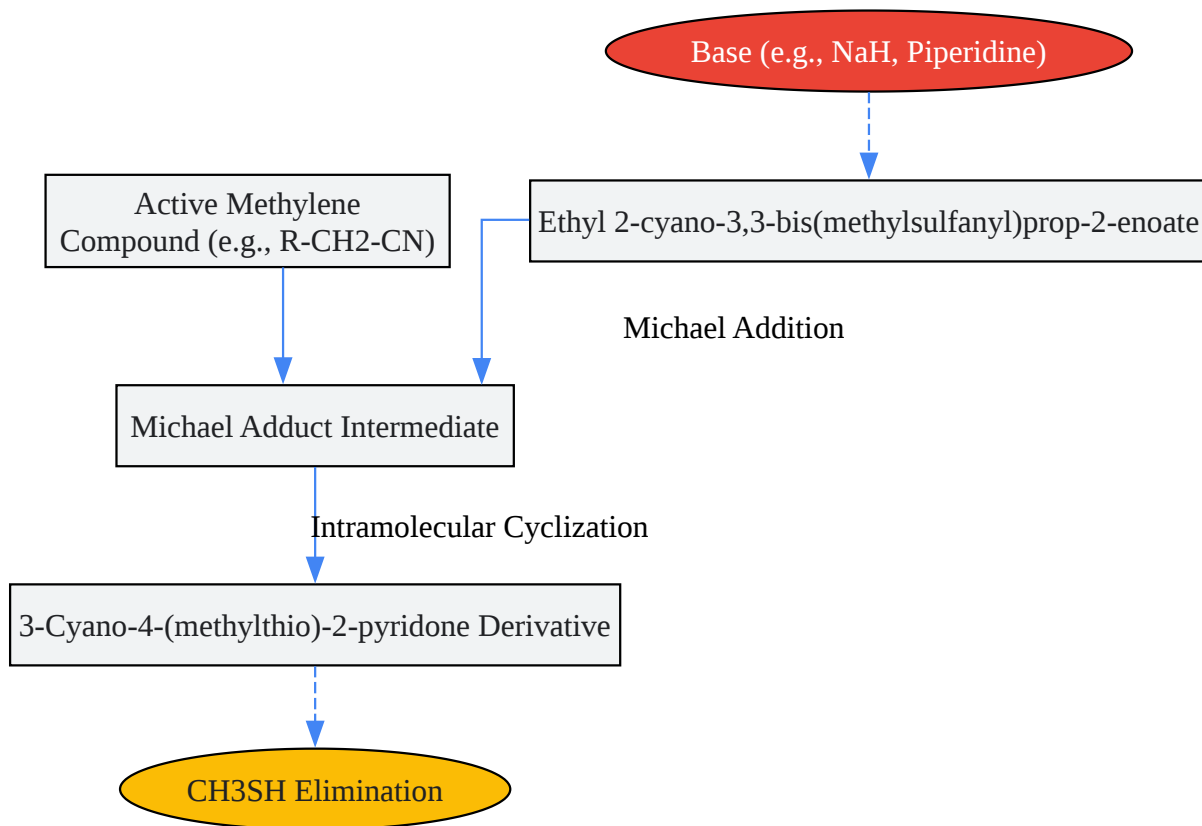 Base (e.g., NaH, Piperidine)
Active Methylene
Compound (e.g., R-CH2-CN)
Ethyl 2-cyano-3,3-bis(methylsulfanyl)prop-2-enoate
Michael Addition
Michael Adduct Intermediate
Intramolecular Cyclization
3-Cyano-4-(methylthio)-2-pyridone Derivative
CH3SH Elimination